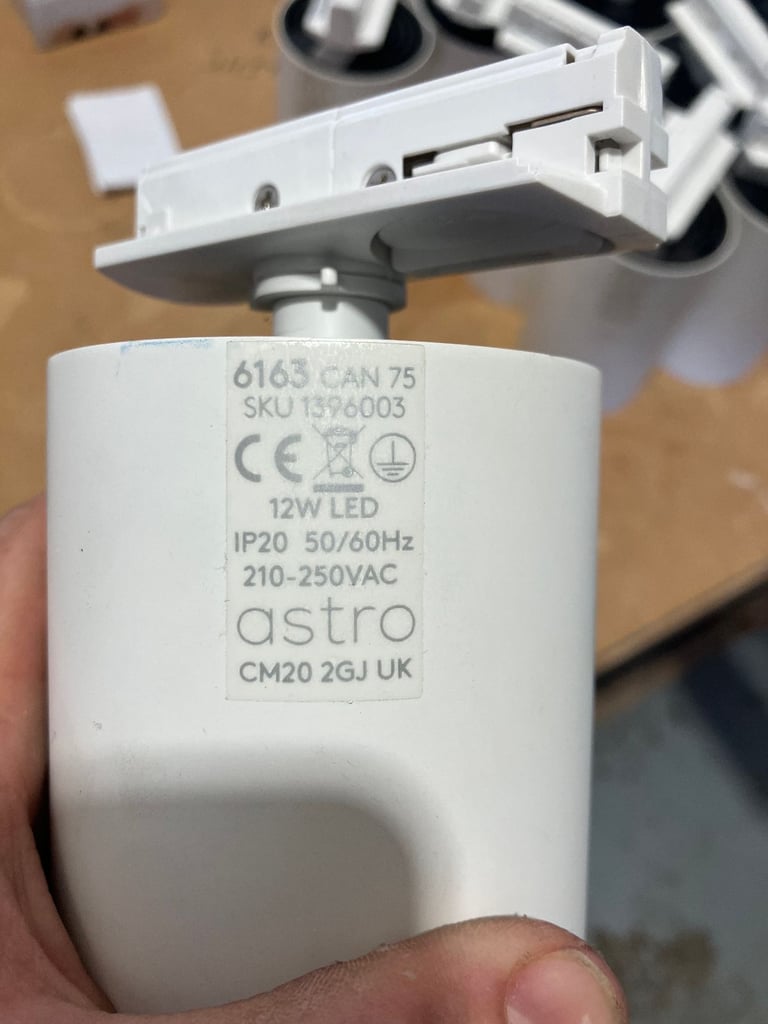 6163 CAN 75
SKU 1396003
CE
12W LED
IP20 50/60Hz
210-250VAC
astro
CM20 2GJ UK